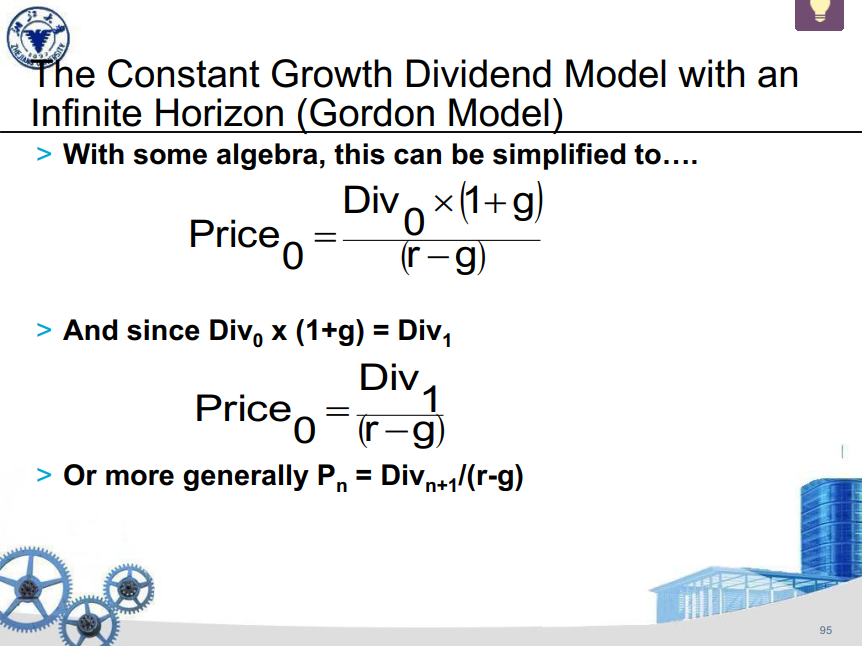 The Constant Growth Dividend Model with an
Infinite Horizon (Gordon Model)
> With some algebra, this can be simplified to....
Price₀ = Div₀ × (1+g) / (r − g)
> And since Div₀ x (1+g) = Div₁
Price₀ = Div₁ / (r − g)
> Or more generally Pₙ = Divₙ₊₁/(r-g)
95